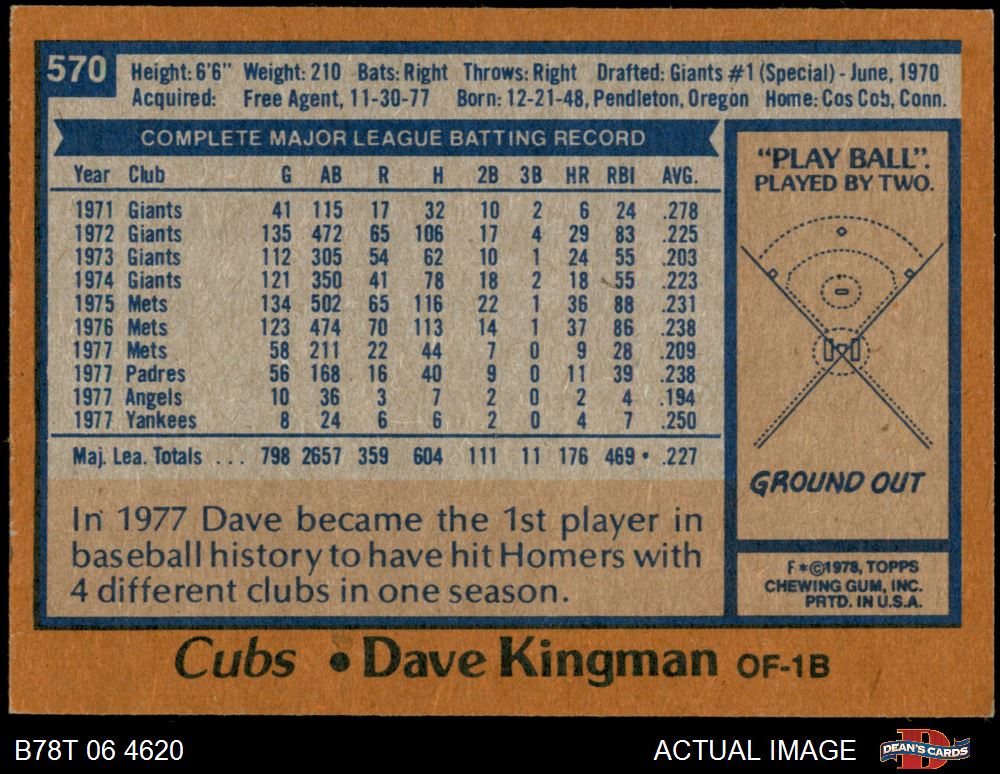 570
Height: 6'6" Weight: 210 Bats: Right Throws: Right Drafted: Giants #1 (Special) - June, 1970
Acquired: Free Agent, 11-30-77 Born: 12-21-48, Pendleton, Oregon Home: Cos Cob, Conn.
COMPLETE MAJOR LEAGUE BATTING RECORD
Year Club G AB R H 2B 3B HR RBI AVG.
1971 Giants 41 115 17 32 10 2 6 24 .278
1972 Giants 135 472 65 106 17 4 29 83 .225
1973 Giants 112 305 54 62 10 1 24 55 .203
1974 Giants 121 350 41 78 18 2 18 55 .223
1975 Mets 134 502 65 116 22 1 36 88 .231
1976 Mets 123 474 70 113 14 1 37 86 .238
1977 Mets 58 211 22 44 7 0 9 28 .209
1977 Padres 56 168 16 40 9 0 11 39 .238
1977 Angels 10 36 3 7 2 0 2 4 .194
1977 Yankees 8 24 6 6 2 0 4 7 .250
Maj. Lea. Totals ... 798 2657 359 604 111 11 176 469 • .227
In 1977 Dave became the 1st player in
baseball history to have hit Homers with
4 different clubs in one season.
"PLAY BALL".
PLAYED BY TWO.
GROUND OUT
F*©1978, TOPPS
CHEWING GUM, INC.
PRTD. IN U.S.A.
Cubs • Dave Kingman OF-1B
B78T 06 4620
ACTUAL IMAGE
DEAN'S CARDS